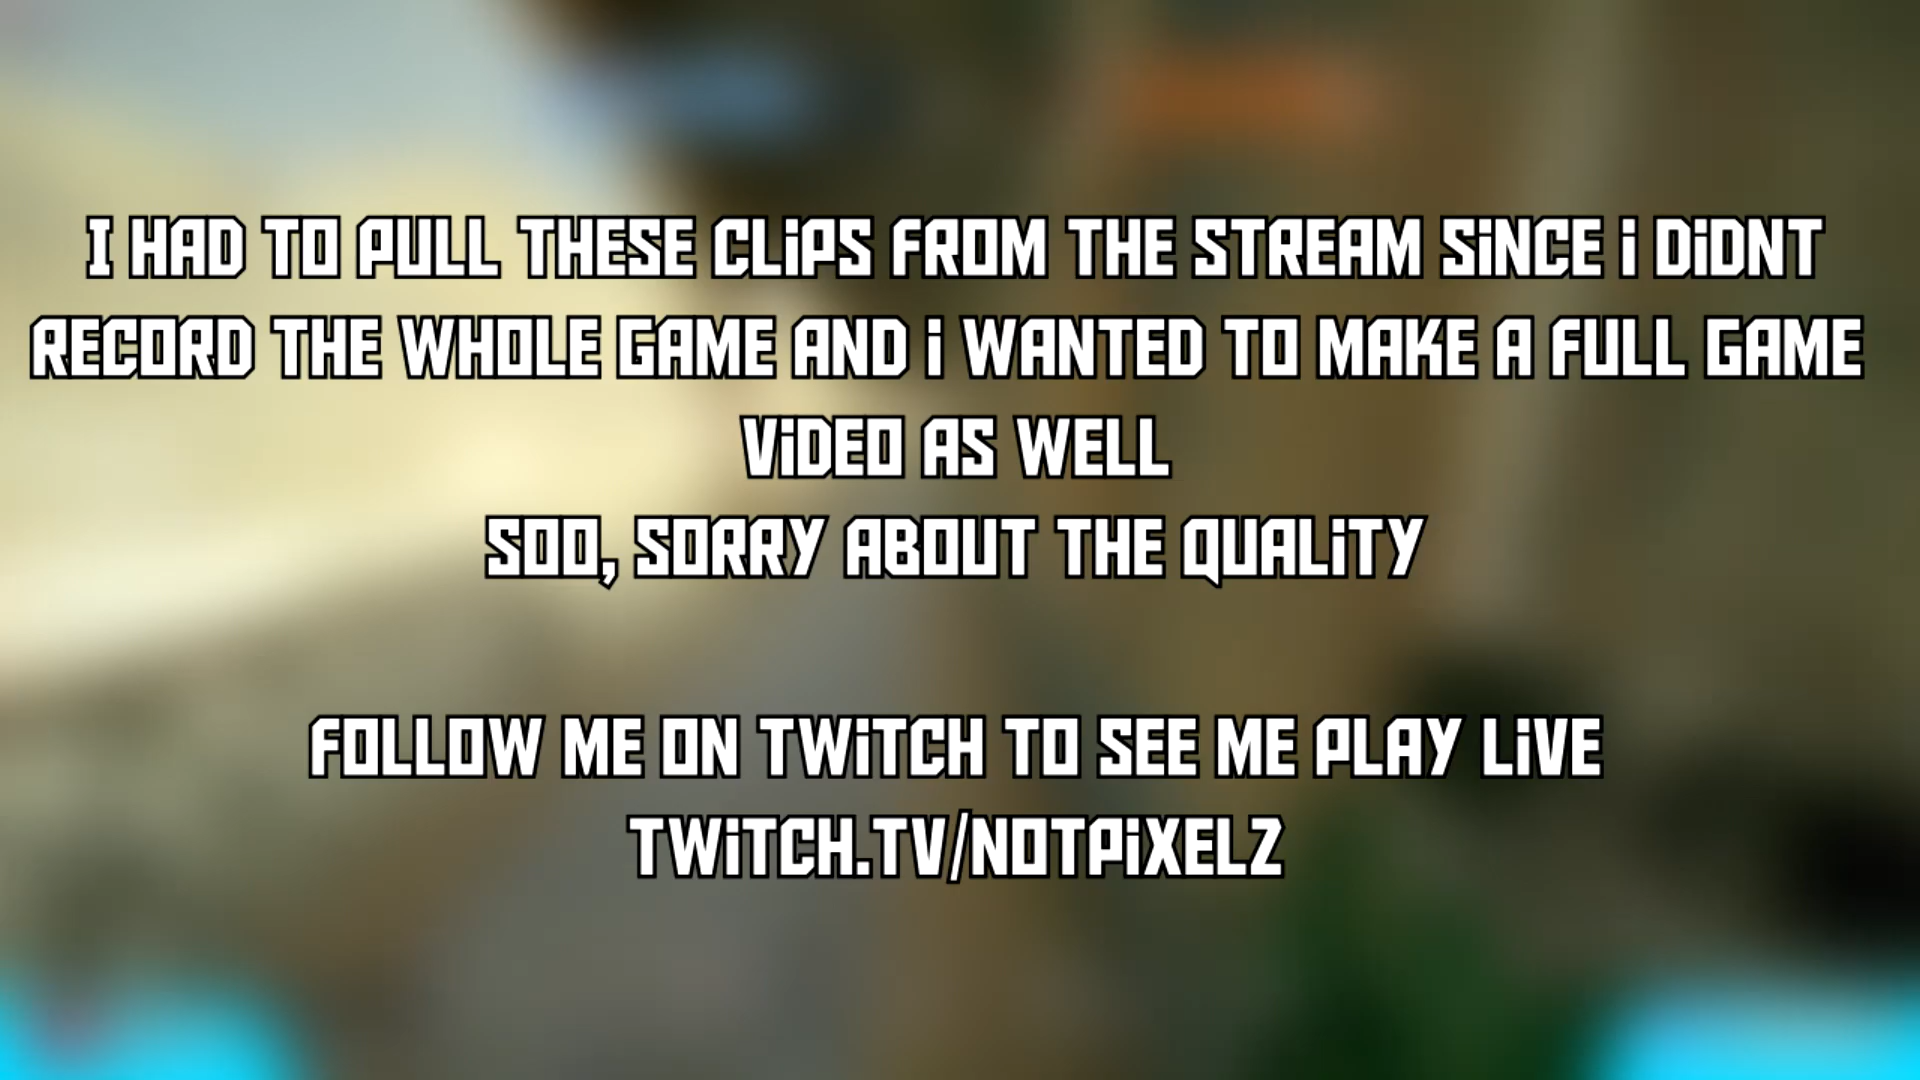 I HAD TO PULL THESE CLiPS FROM THE STREAM SiNCE i DiDNT
RECORD THE WHOLE GAME AND i WANTED TO MAKE A FULL GAME
ViDEO AS WELL
SOO, SORRY ABOUT THE QUALiTY
FOLLOW ME ON TWiTCH TO SEE ME PLAY LiVE
TWiTCH.TV/NOTPiXELZ